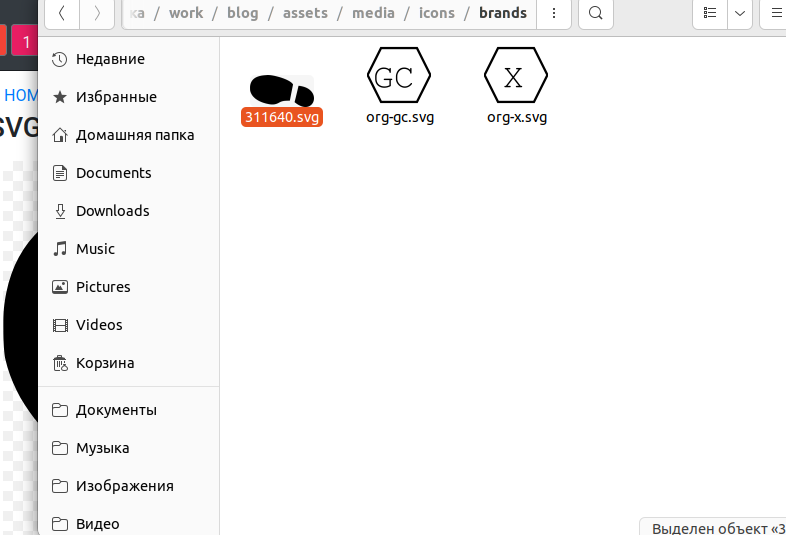 ка / work / blog / assets / media / icons / brands
1
HOM
SVG
Недавние
Избранные
Домашняя папка
Documents
Downloads
Music
Pictures
Videos
Корзина
Документы
Музыка
Изображения
Видео
GC
X
311640.svg
org-gc.svg
org-x.svg
Выделен объект «3